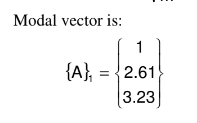 Modal vector is:
{A}₁ = { 1
2.61
3.23 }